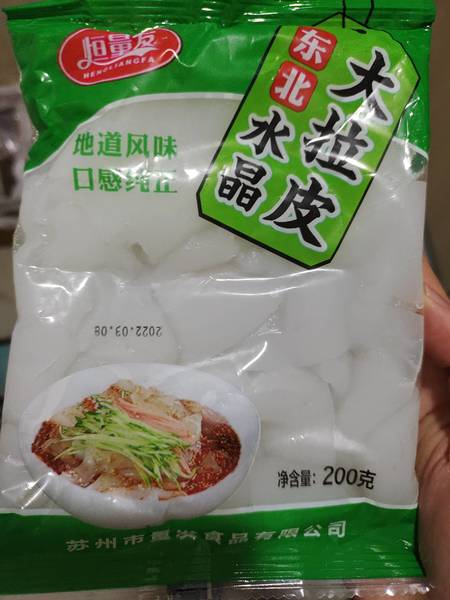 恒量发
HENGLIANGFA
东北
大拉皮
水晶
地道风味
口感纯正
2022.03.08
净含量: 200克
苏州市量发食品有限公司